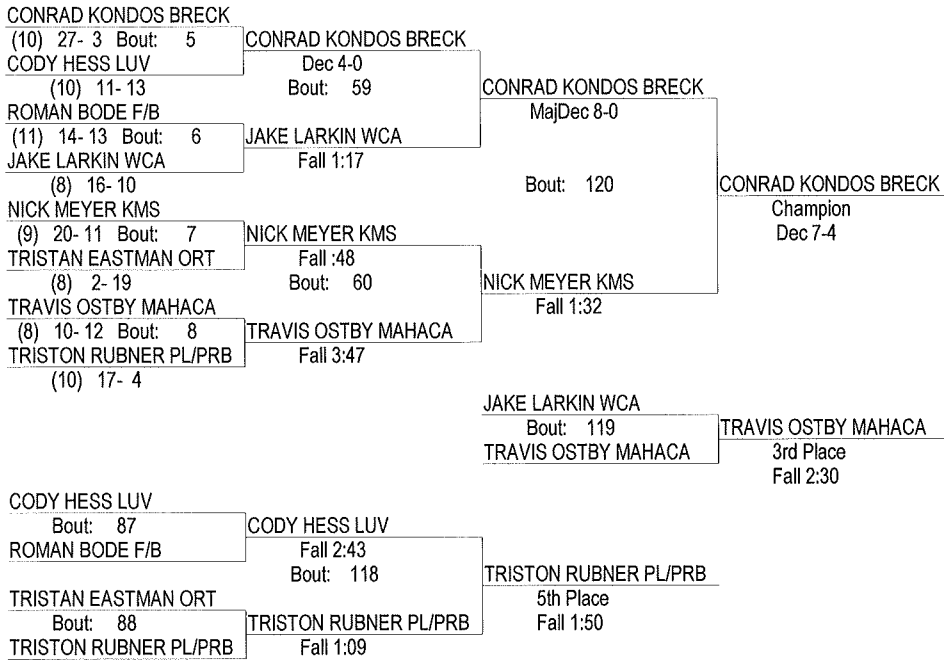 CONRAD KONDOS BRECK
(10) 27- 3 Bout: 5
CODY HESS LUV
(10) 11- 13
ROMAN BODE F/B
(11) 14- 13 Bout: 6
JAKE LARKIN WCA
(8) 16- 10
NICK MEYER KMS
(9) 20- 11 Bout: 7
TRISTAN EASTMAN ORT
(8) 2- 19
TRAVIS OSTBY MAHACA
(8) 10- 12 Bout: 8
TRISTON RUBNER PL/PRB
(10) 17- 4
CONRAD KONDOS BRECK
Dec 4-0
Bout: 59
JAKE LARKIN WCA
Fall 1:17
NICK MEYER KMS
Fall :48
Bout: 60
TRAVIS OSTBY MAHACA
Fall 3:47
CONRAD KONDOS BRECK
MajDec 8-0
Bout: 120
NICK MEYER KMS
Fall 1:32
CONRAD KONDOS BRECK
Champion
Dec 7-4
JAKE LARKIN WCA
Bout: 119
TRAVIS OSTBY MAHACA
TRAVIS OSTBY MAHACA
3rd Place
Fall 2:30
CODY HESS LUV
Bout: 87
ROMAN BODE F/B
TRISTAN EASTMAN ORT
Bout: 88
TRISTON RUBNER PL/PRB
CODY HESS LUV
Fall 2:43
Bout: 118
TRISTON RUBNER PL/PRB
Fall 1:09
TRISTON RUBNER PL/PRB
5th Place
Fall 1:50